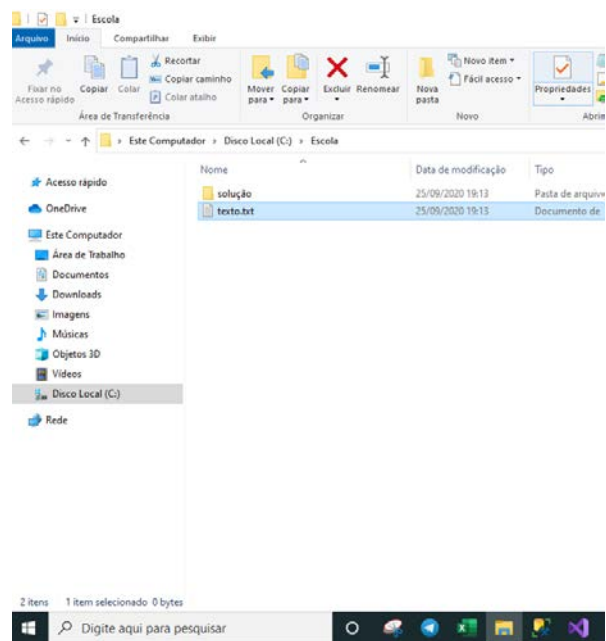 Escola
Arquivo Início Compartilhar Exibir
Fixar no Acesso rápido
Copiar
Colar
Recortar
Copiar caminho
Colar atalho
Mover para
Copiar para
Excluir
Renomear
Nova pasta
Novo item
Fácil acesso
Propriedades
Área de Transferência Organizar Novo
Este Computador › Disco Local (C:) › Escola
Nome Data de modificação Tipo
solução 25/09/2020 19:13 Pasta de
texto.txt 25/09/2020 19:13 Documento de
Acesso rápido
OneDrive
Este Computador
Área de Trabalho
Documentos
Downloads
Imagens
Músicas
Objetos 3D
Vídeos
Disco Local (C:)
Rede
2 itens 1 item selecionado 0 bytes
Digite aqui para pesquisar